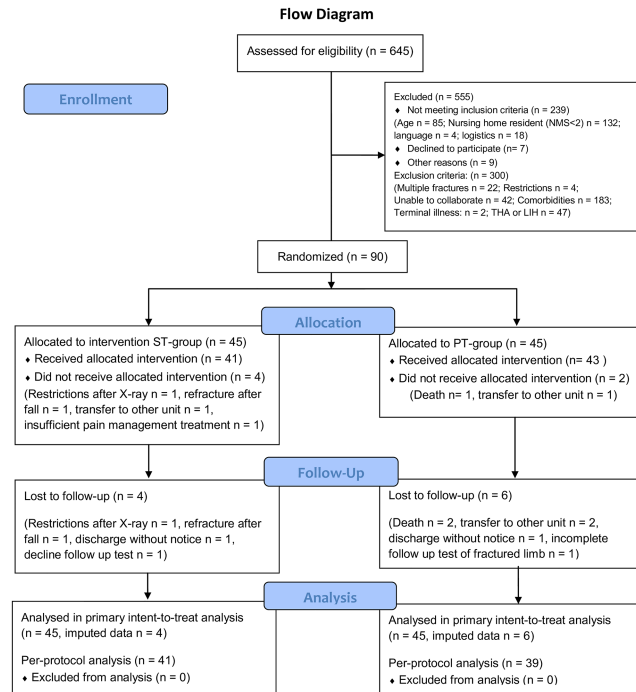 Flow Diagram
Assessed for eligibility (n = 645)
Enrollment
Excluded (n = 555)
♦ Not meeting inclusion criteria (n = 239)
(Age n = 85; Nursing home resident (NMS<2) n = 132;
language n = 4; logistics n = 18)
♦ Declined to participate (n= 7)
♦ Other reasons (n = 9)
Exclusion criteria: (n = 300)
(Multiple fractures n = 22; Restrictions n = 4;
Unable to collaborate n = 42; Comorbidities n = 183;
Terminal illness: n = 2; THA or LIH n = 47)
Randomized (n = 90)
Allocation
Allocated to intervention ST-group (n = 45)
♦ Received allocated intervention (n = 41)
♦ Did not receive allocated intervention (n = 4)
(Restrictions after X-ray n = 1, refracture after
fall n = 1, transfer to other unit n = 1,
insufficient pain management treatment n = 1)
Allocated to PT-group (n = 45)
♦ Received allocated intervention (n= 43 )
♦ Did not receive allocated intervention (n = 2)
(Death n= 1, transfer to other unit n = 1)
Follow-Up
Lost to follow-up (n = 4)
(Restrictions after X-ray n = 1, refracture after
fall n = 1, discharge without notice n = 1,
decline follow up test n = 1)
Lost to follow-up (n = 6)
(Death n = 2, transfer to other unit n = 2,
discharge without notice n = 1, incomplete
follow up test of fractured limb n = 1)
Analysis
Analysed in primary intent-to-treat analysis
(n = 45, imputed data n = 4)
Per-protocol analysis (n = 41)
♦ Excluded from analysis (n = 0)
Analysed in primary intent-to-treat analysis
(n = 45, imputed data n = 6)
Per-protocol analysis (n = 39)
♦ Excluded from analysis (n = 0)